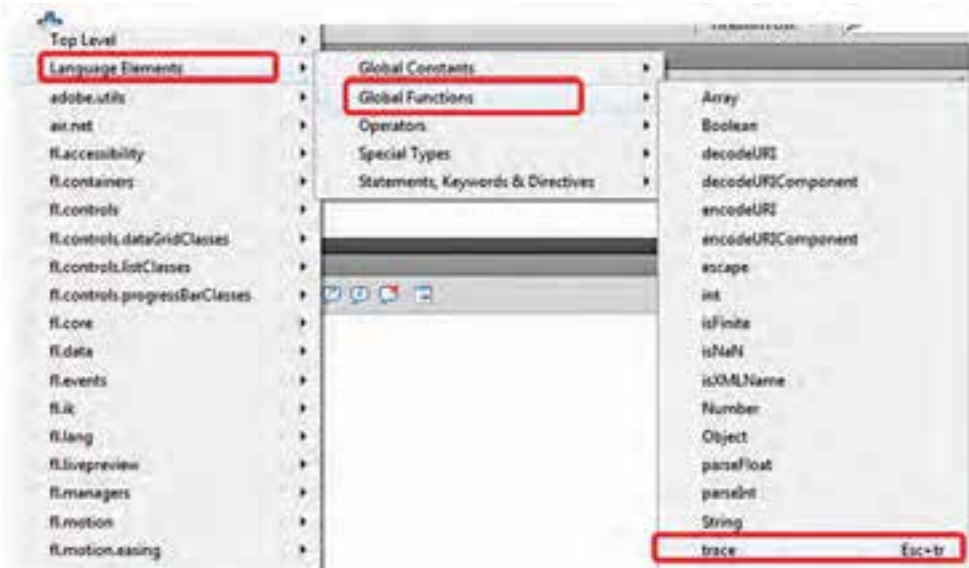 Top Level
Language Elements
adobe.utils
air.net
fl.accessibility
fl.containers
fl.controls
fl.controls.dataGridClasses
fl.controls.listClasses
fl.controls.progressBarClasses
fl.core
fl.data
fl.events
fl.ik
fl.lang
fl.livepreview
fl.managers
fl.motion
fl.motion.easing
Global Constants
Global Functions
Operators
Special Types
Statements, Keywords & Directives
Array
Boolean
decodeURI
decodeURIComponent
encodeURI
encodeURIComponent
escape
int
isFinite
isNaN
isXMLName
Number
Object
parseFloat
parseInt
String
trace Esc+tr